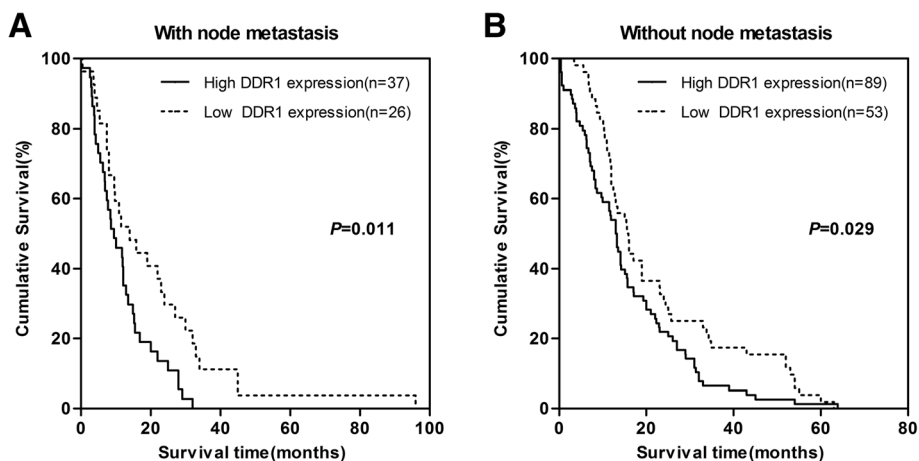 A
With node metastasis
High DDR1 expression(n=37)
Low DDR1 expression(n=26)
P=0.011
Cumulative Survival(%)
100
80
60
40
20
0
0 20 40 60 80 100
Survival time(months)
B
Without node metastasis
High DDR1 expression(n=89)
Low DDR1 expression(n=53)
P=0.029
Cumulative Survival(%)
100
80
60
40
20
0
0 20 40 60 80
Survival time(months)